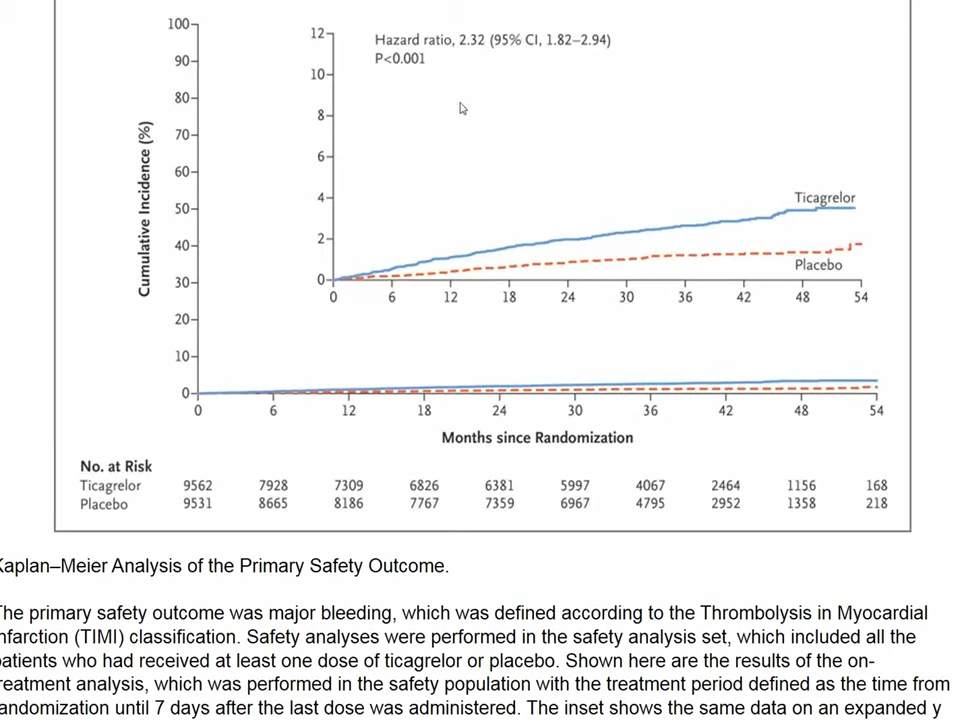 100
90
80
70
60
50
40
30
20
10
0
Cumulative Incidence (%)
12
10
8
6
4
2
0
Hazard ratio, 2.32 (95% CI, 1.82–2.94)
P<0.001
Ticagrelor
Placebo
0 6 12 18 24 30 36 42 48 54
0 6 12 18 24 30 36 42 48 54
Months since Randomization
No. at Risk
Ticagrelor 9562 7928 7309 6826 6381 5997 4067 2464 1156 168
Placebo 9531 8665 8186 7767 7359 6967 4795 2952 1358 218
Kaplan–Meier Analysis of the Primary Safety Outcome.
The primary safety outcome was major bleeding, which was defined according to the Thrombolysis in Myocardial
nfarction (TIMI) classification. Safety analyses were performed in the safety analysis set, which included all the
patients who had received at least one dose of ticagrelor or placebo. Shown here are the results of the on-
reatment analysis, which was performed in the safety population with the treatment period defined as the time from
andomization until 7 days after the last dose was administered. The inset shows the same data on an expanded y